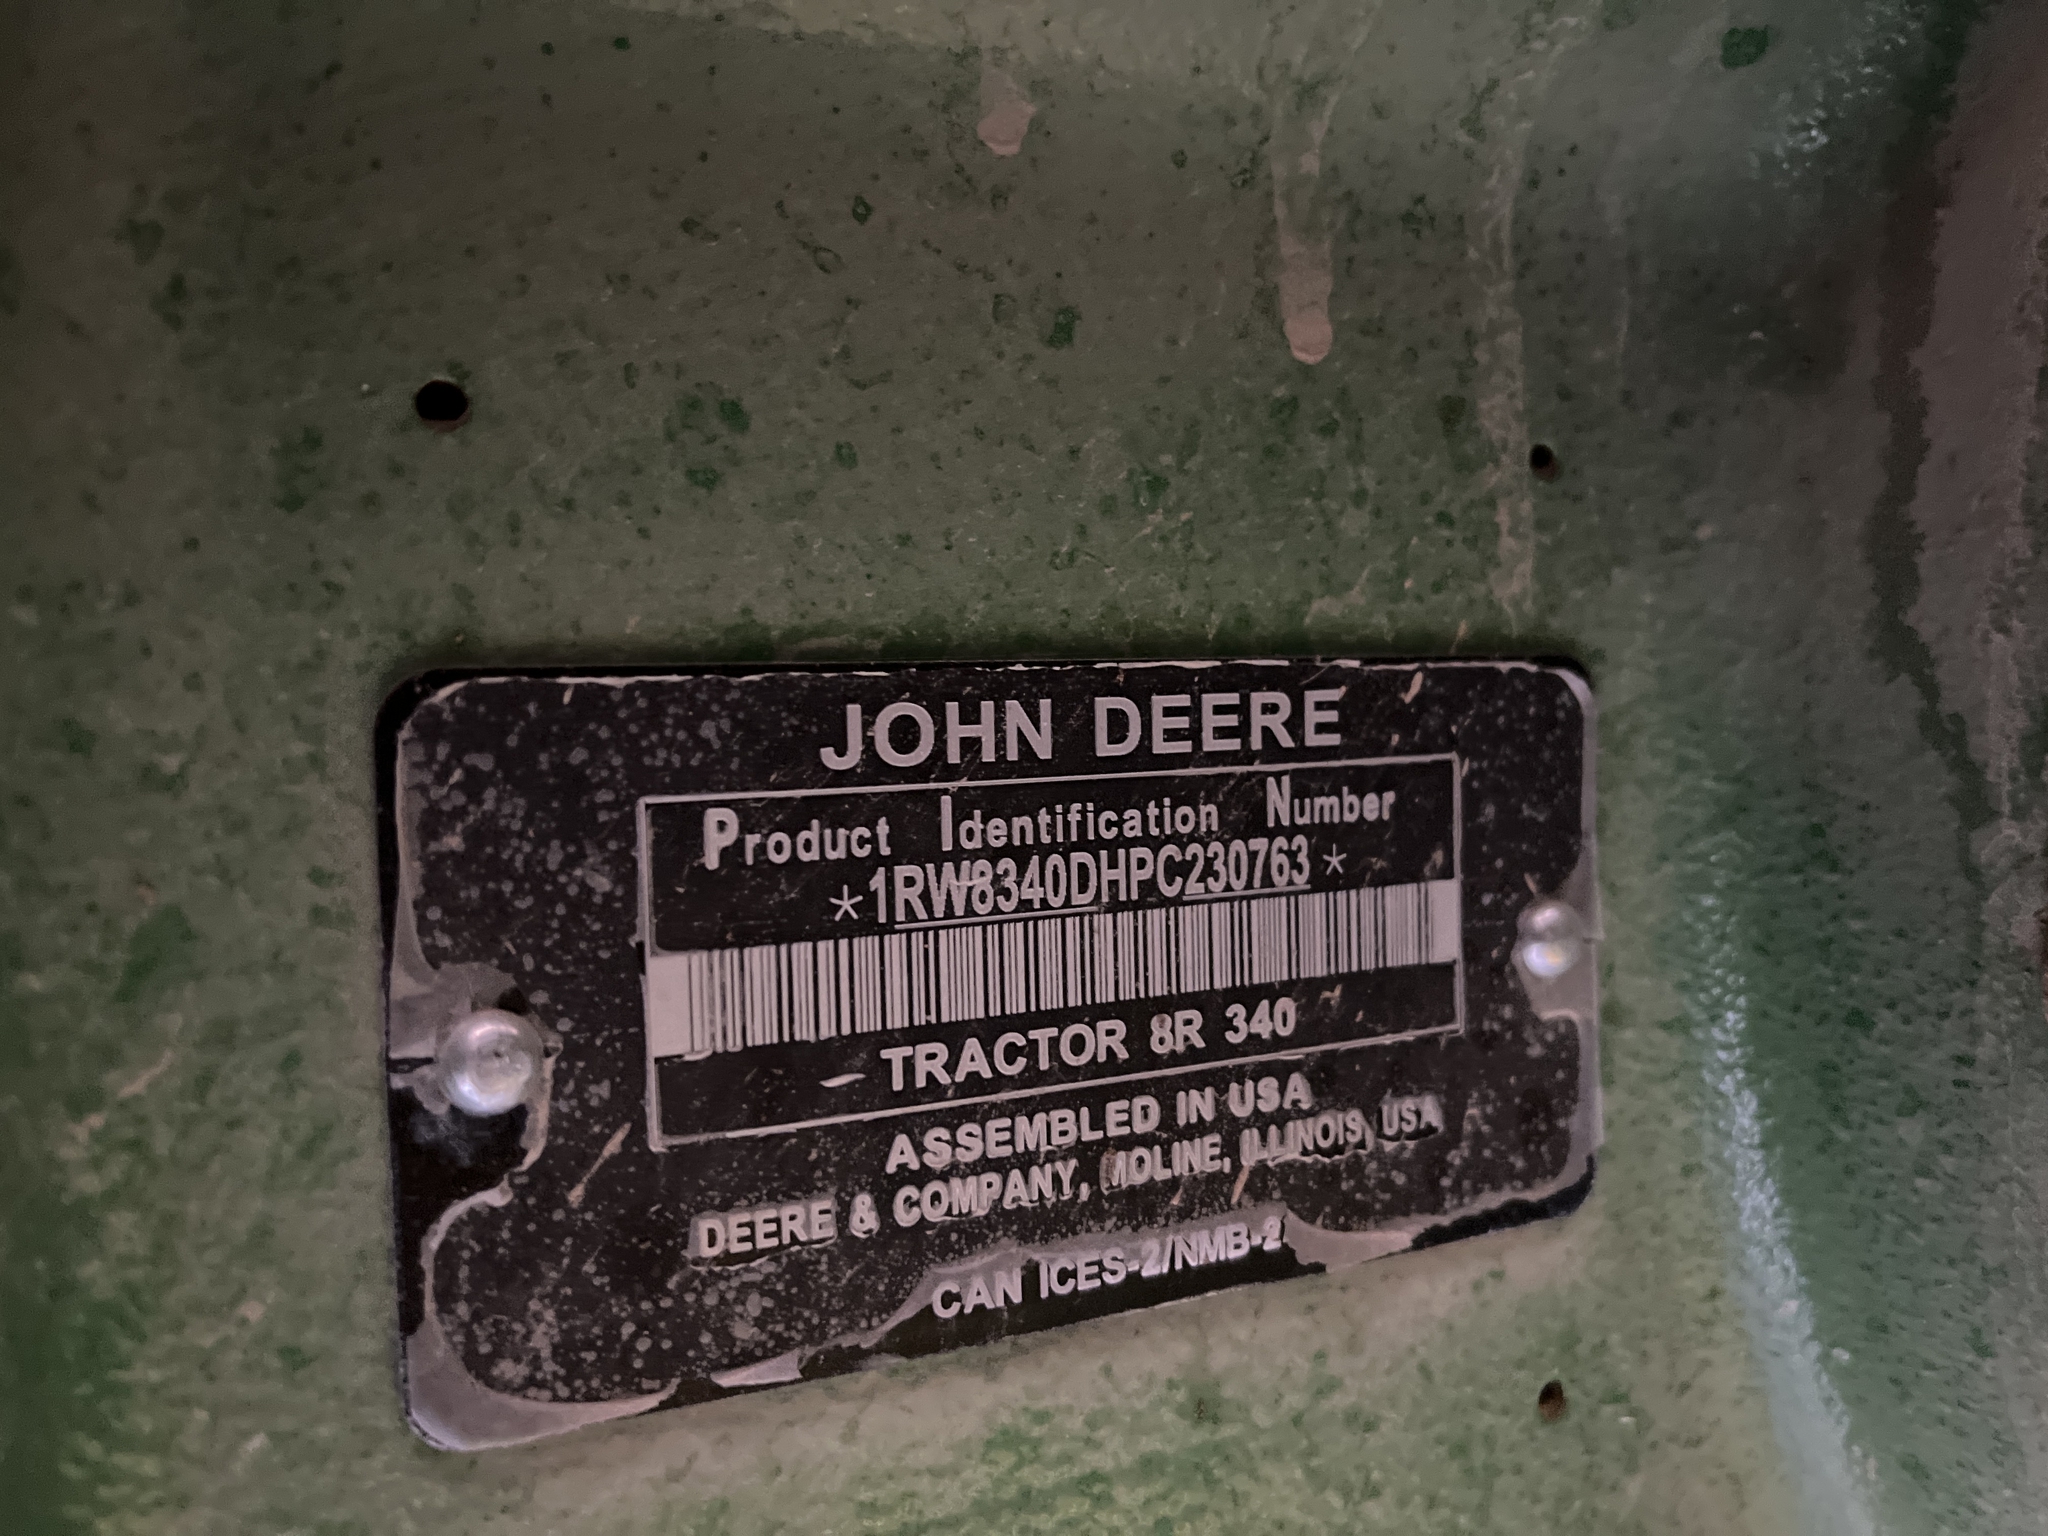 JOHN DEERE
Product Identification Number
*1RW8340DHPC230763*
TRACTOR 8R 340
ASSEMBLED IN USA
DEERE & COMPANY, MOLINE, ILLINOIS, USA
CAN ICES-2/NMB-2